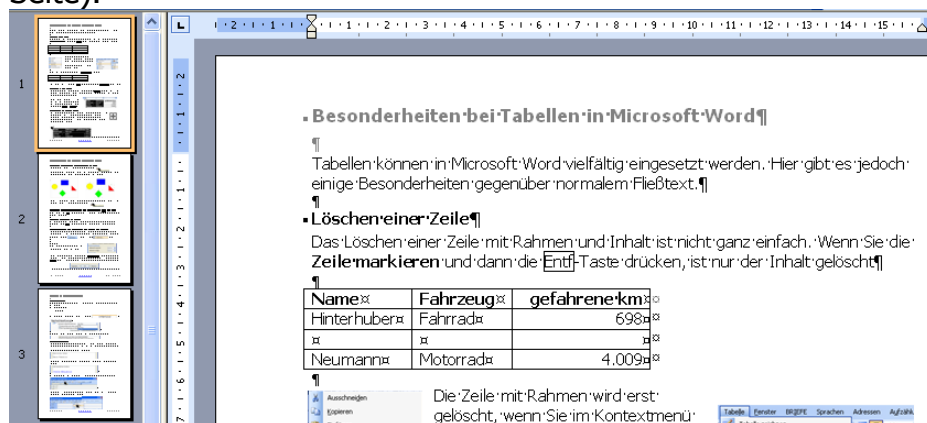 Seite).
Besonderheiten bei Tabellen in Microsoft Word¶
¶
Tabellen können in Microsoft Word vielfältig eingesetzt werden. Hier gibt es jedoch
einige Besonderheiten gegenüber normalem Fließtext.¶
¶
Löschen einer Zeile¶
Das Löschen einer Zeile mit Rahmen und Inhalt ist nicht ganz einfach. Wenn Sie die
Zeile markieren und dann die Entf-Taste drücken, ist nur der Inhalt gelöscht¶
¶
Name¤ Fahrzeug¤ gefahrene km¤¤
Hinterhuber¤ Fahrrad¤ 698¤¤
¤ ¤ ¤¤
Neumann¤ Motorrad¤ 4.009¤¤
¶
Die Zeile mit Rahmen wird erst
gelöscht, wenn Sie im Kontextmenü
Ausschneiden
Kopieren
Tabelle Fenster BRIEFE Sprachen Adressen
1
2
3